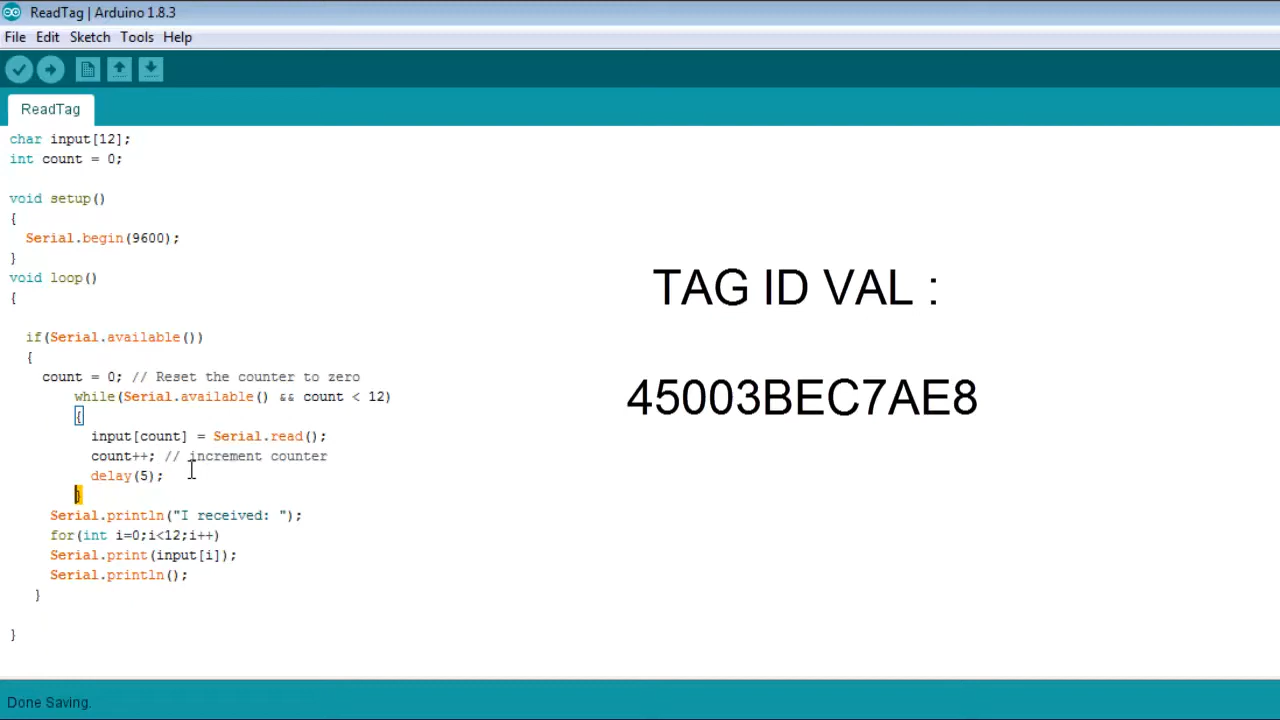 ReadTag | Arduino 1.8.3
File Edit Sketch Tools Help
ReadTag
char input[12];
int count = 0;
void setup()
{
Serial.begin(9600);
}
void loop()
{
if(Serial.available())
{
count = 0; // Reset the counter to zero
while(Serial.available() && count < 12)
{
input[count] = Serial.read();
count++; // increment counter
delay(5);
}
Serial.println("I received: ");
for(int i=0;i<12;i++)
Serial.print(input[i]);
Serial.println();
}
}
TAG ID VAL :
45003BEC7AE8
Done Saving.